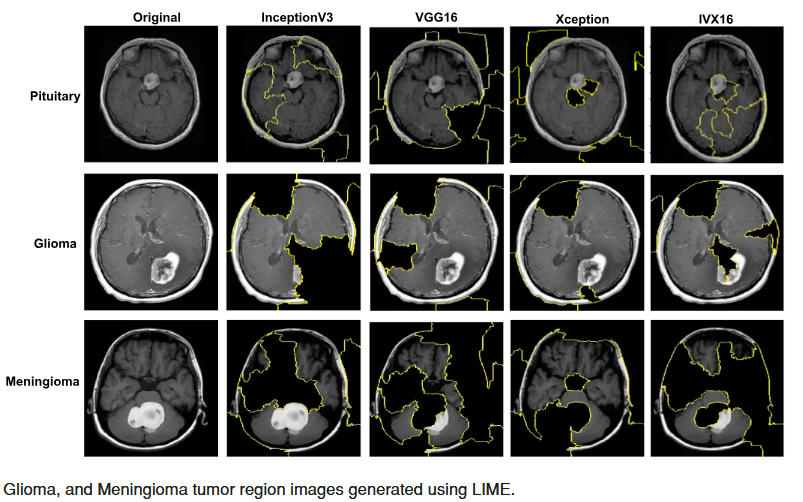 Original InceptionV3 VGG16 Xception IVX16
Pituitary
Glioma
Meningioma
Glioma, and Meningioma tumor region images generated using LIME.